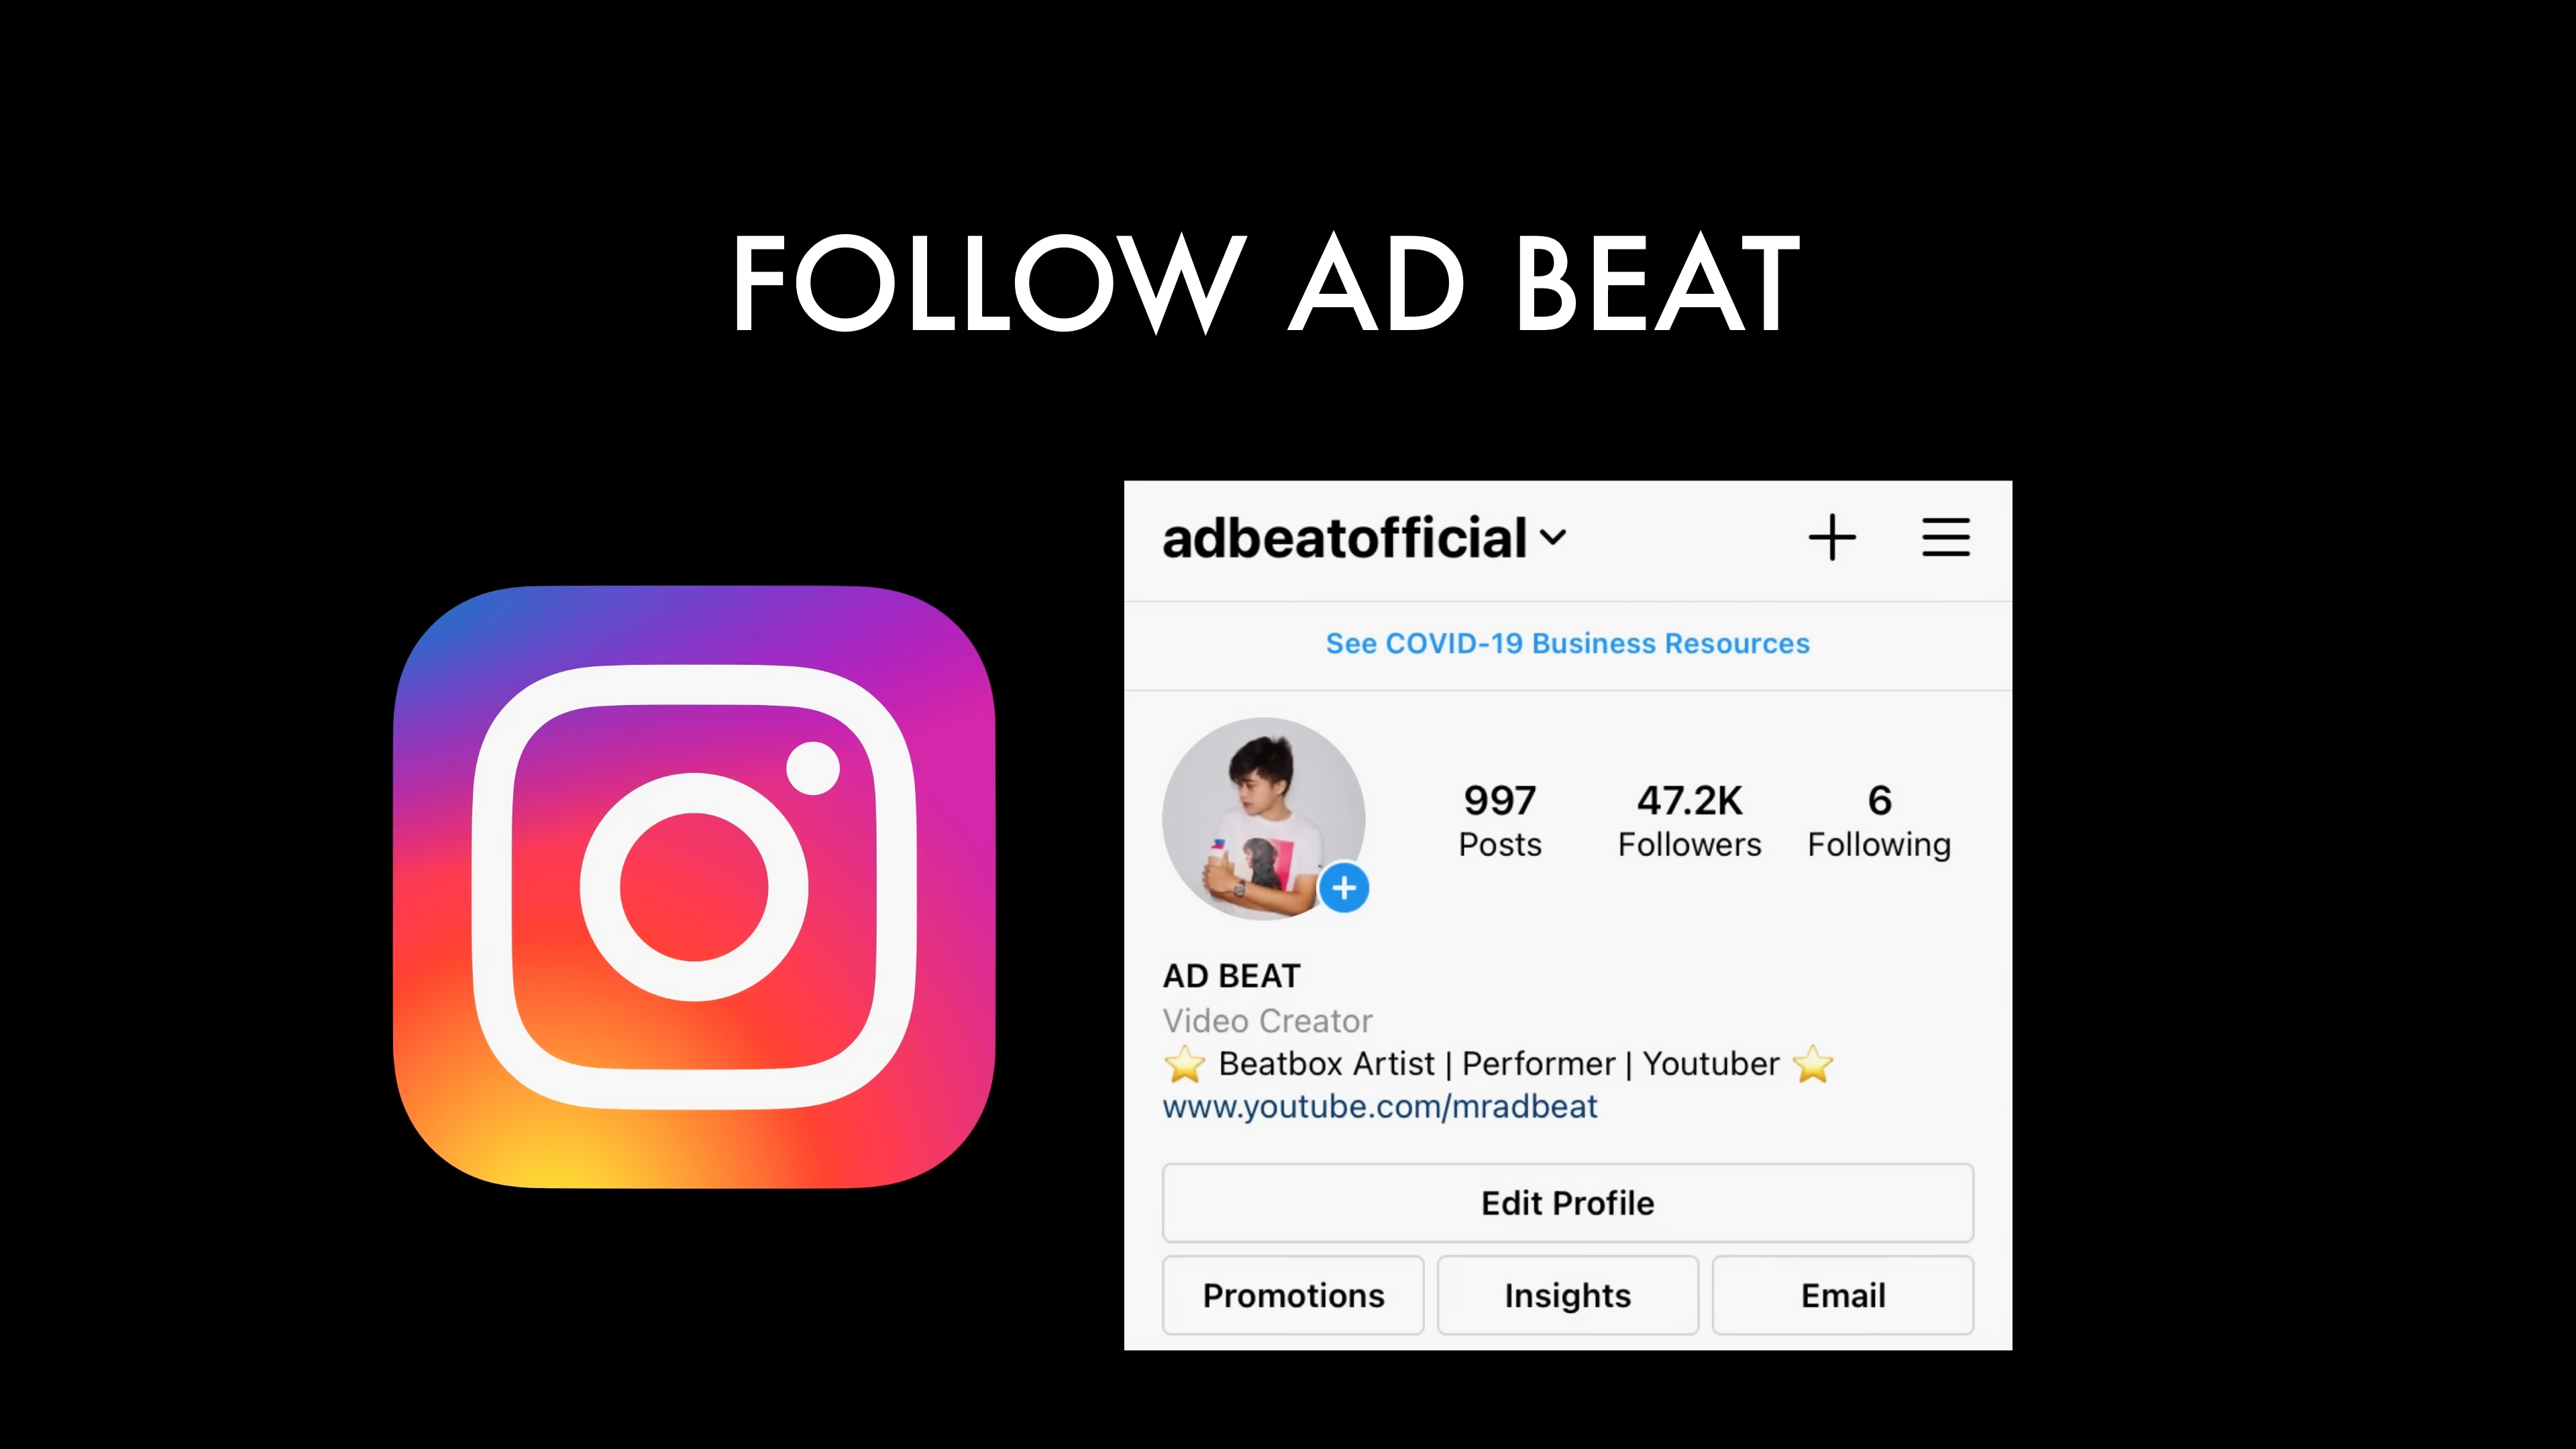 FOLLOW AD BEAT
adbeatofficial
See COVID-19 Business Resources
997 47.2K 6
Posts Followers Following
AD BEAT
Video Creator
⭐ Beatbox Artist | Performer | Youtuber ⭐
www.youtube.com/mradbeat
Edit Profile
Promotions Insights Email